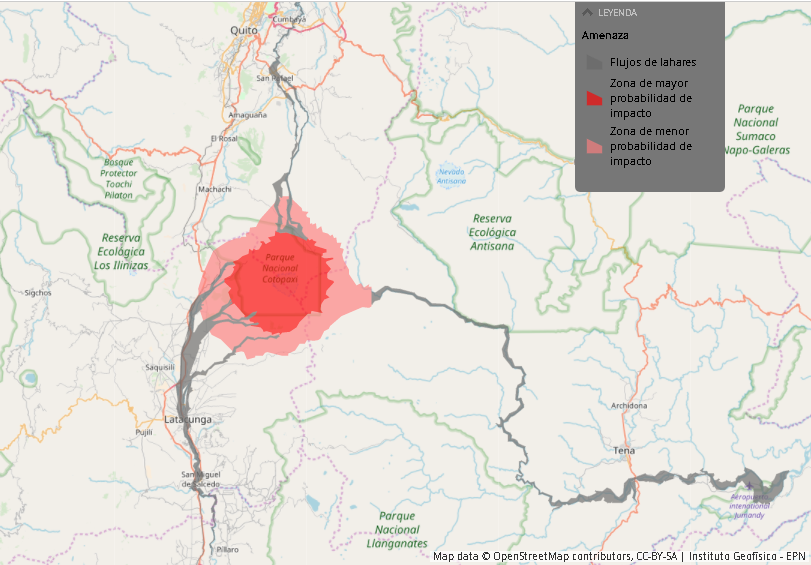 LEYENDA
Amenaza
Flujos de lahares
Zona de mayor
probabilidad de
impacto
Zona de menor
probabilidad de
impacto
Quito
Cumbayá
San Rafael
Amaguaña
El Rosal
Bosque
Protector
Toachi
Pilaton
Machachi
Nevado
Antisana
Parque
Nacional
Sumaco
Napo-Galeras
Reserva
Ecológica
Antisana
Reserva
Ecológica
Los Ilinizas
Parque
Nacional
Cotopaxi
Sigchos
Saquisilí
Latacunga
Pujilí
Archidona
Tena
San Miguel
de Salcedo
Aeropuerto
international
Jumandy
Parque
Nacional
Llanganates
Píllaro
Map data © OpenStreetMap contributors, CC-BY-SA | Instituto Geofísico - EPN